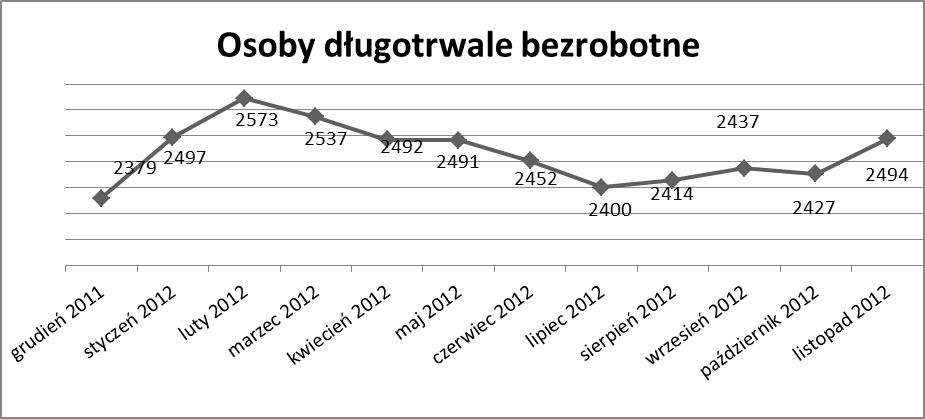 Osoby długotrwale bezrobotne
2379
2497
2573
2537
2492
2491
2452
2400
2414
2437
2427
2494
grudień 2011
styczeń 2012
luty 2012
marzec 2012
kwiecień 2012
maj 2012
czerwiec 2012
lipiec 2012
sierpień 2012
wrzesień 2012
październik 2012
listopad 2012